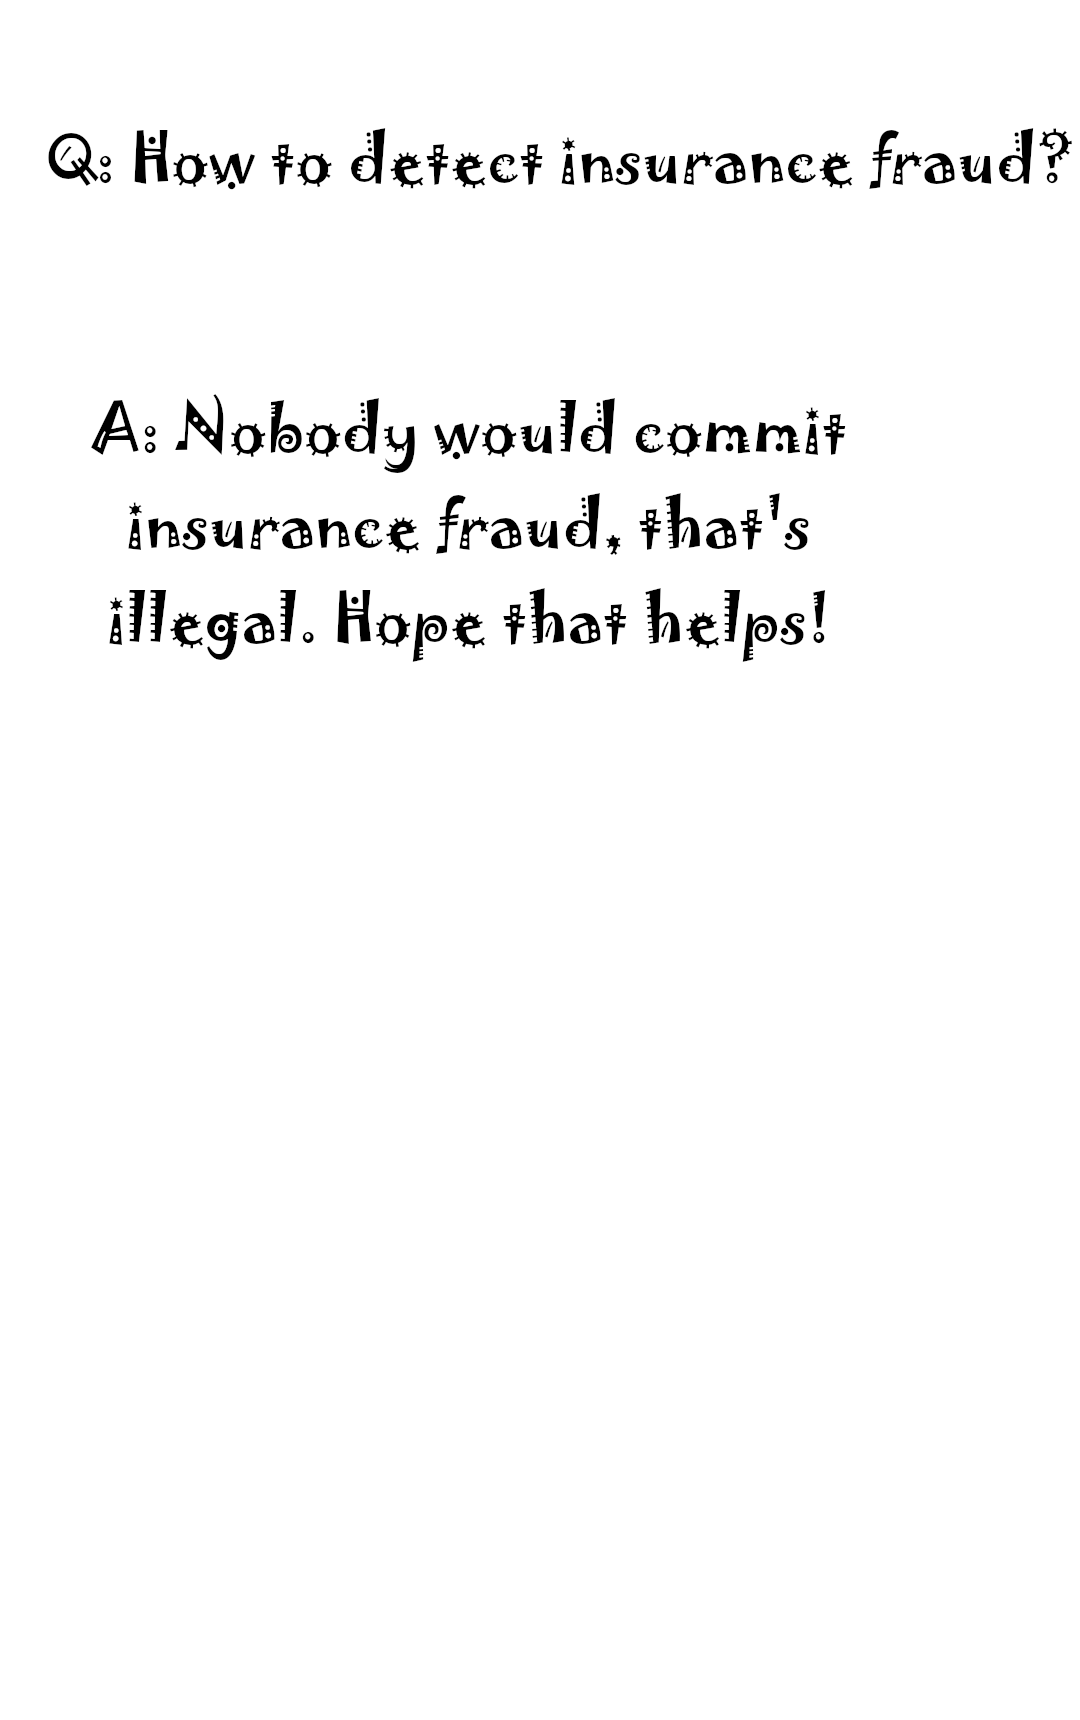 Q: How to detect insurance fraud?
A: Nobody would commit
insurance fraud, that's
illegal. Hope that helps!